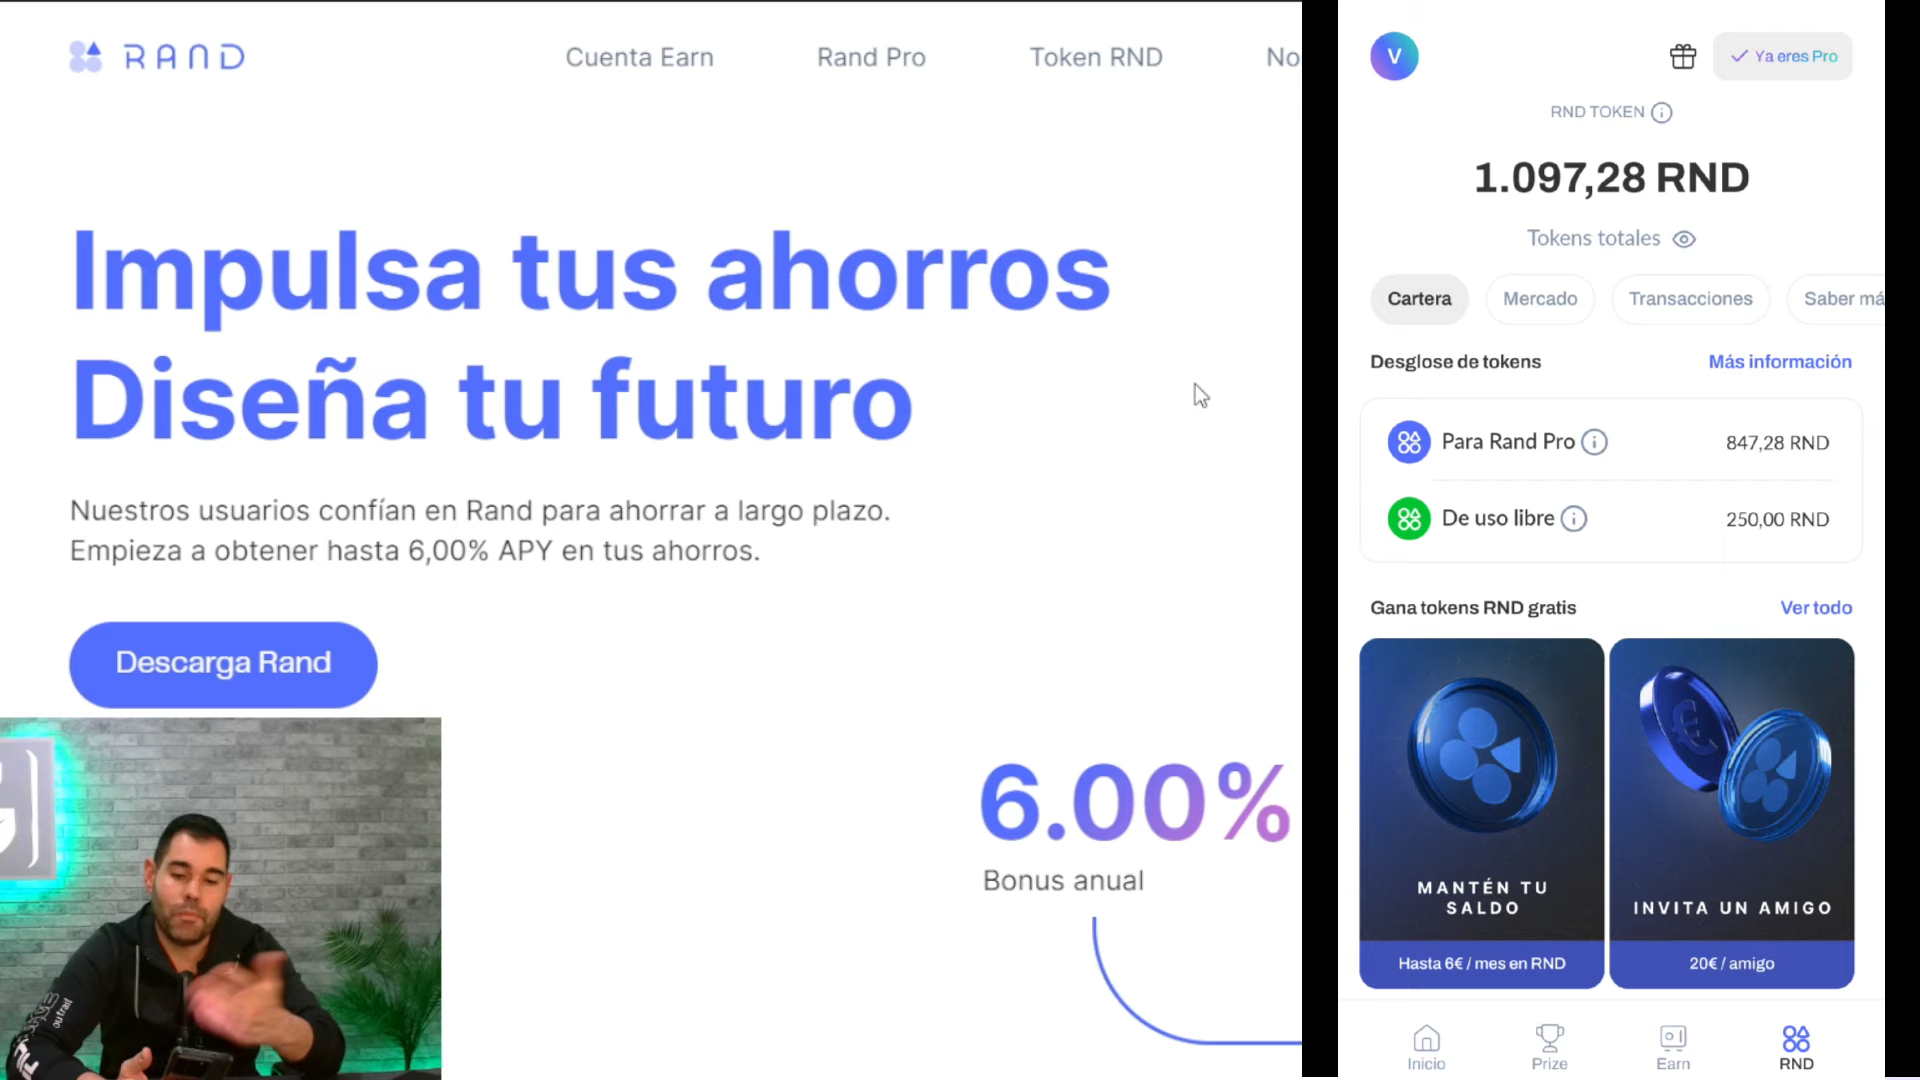 RAND
Cuenta Earn
Rand Pro
Token RND
No
Impulsa tus ahorros
Diseña tu futuro
Nuestros usuarios confían en Rand para ahorrar a largo plazo.
Empieza a obtener hasta 6,00% APY en tus ahorros.
Descarga Rand
6.00%
Bonus anual
outrail
V
Ya eres Pro
RND TOKEN
1.097,28 RND
Tokens totales
Cartera
Mercado
Transacciones
Saber má
Desglose de tokens
Más información
Para Rand Pro
847,28 RND
De uso libre
250,00 RND
Gana tokens RND gratis
Ver todo
MANTÉN TU
SALDO
Hasta 6€ / mes en RND
INVITA UN AMIGO
20€ / amigo
Inicio
Prize
Earn
RND